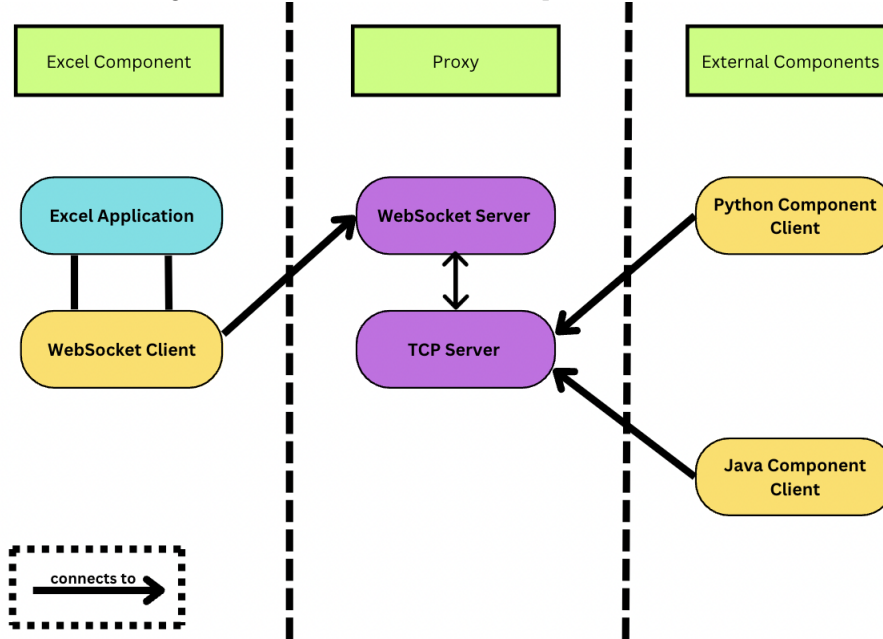 Excel Component
Proxy
External Components
Excel Application
WebSocket Server
Python Component
Client
WebSocket Client
TCP Server
Java Component
Client
connects to